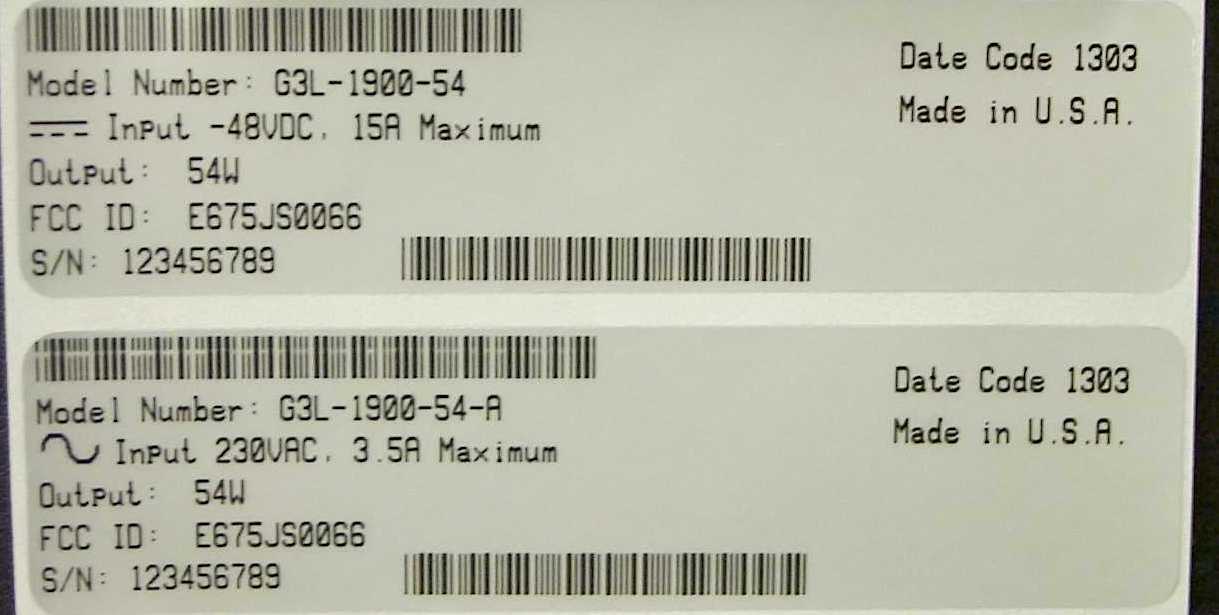 Model Number: G3L-1900-54
Input -48VDC, 15A Maximum
Output: 54W
FCC ID: E675JS0066
S/N: 123456789
Date Code 1303
Made in U.S.A.
Model Number: G3L-1900-54-A
Input 230VAC, 3.5A Maximum
Output: 54W
FCC ID: E675JS0066
S/N: 123456789
Date Code 1303
Made in U.S.A.